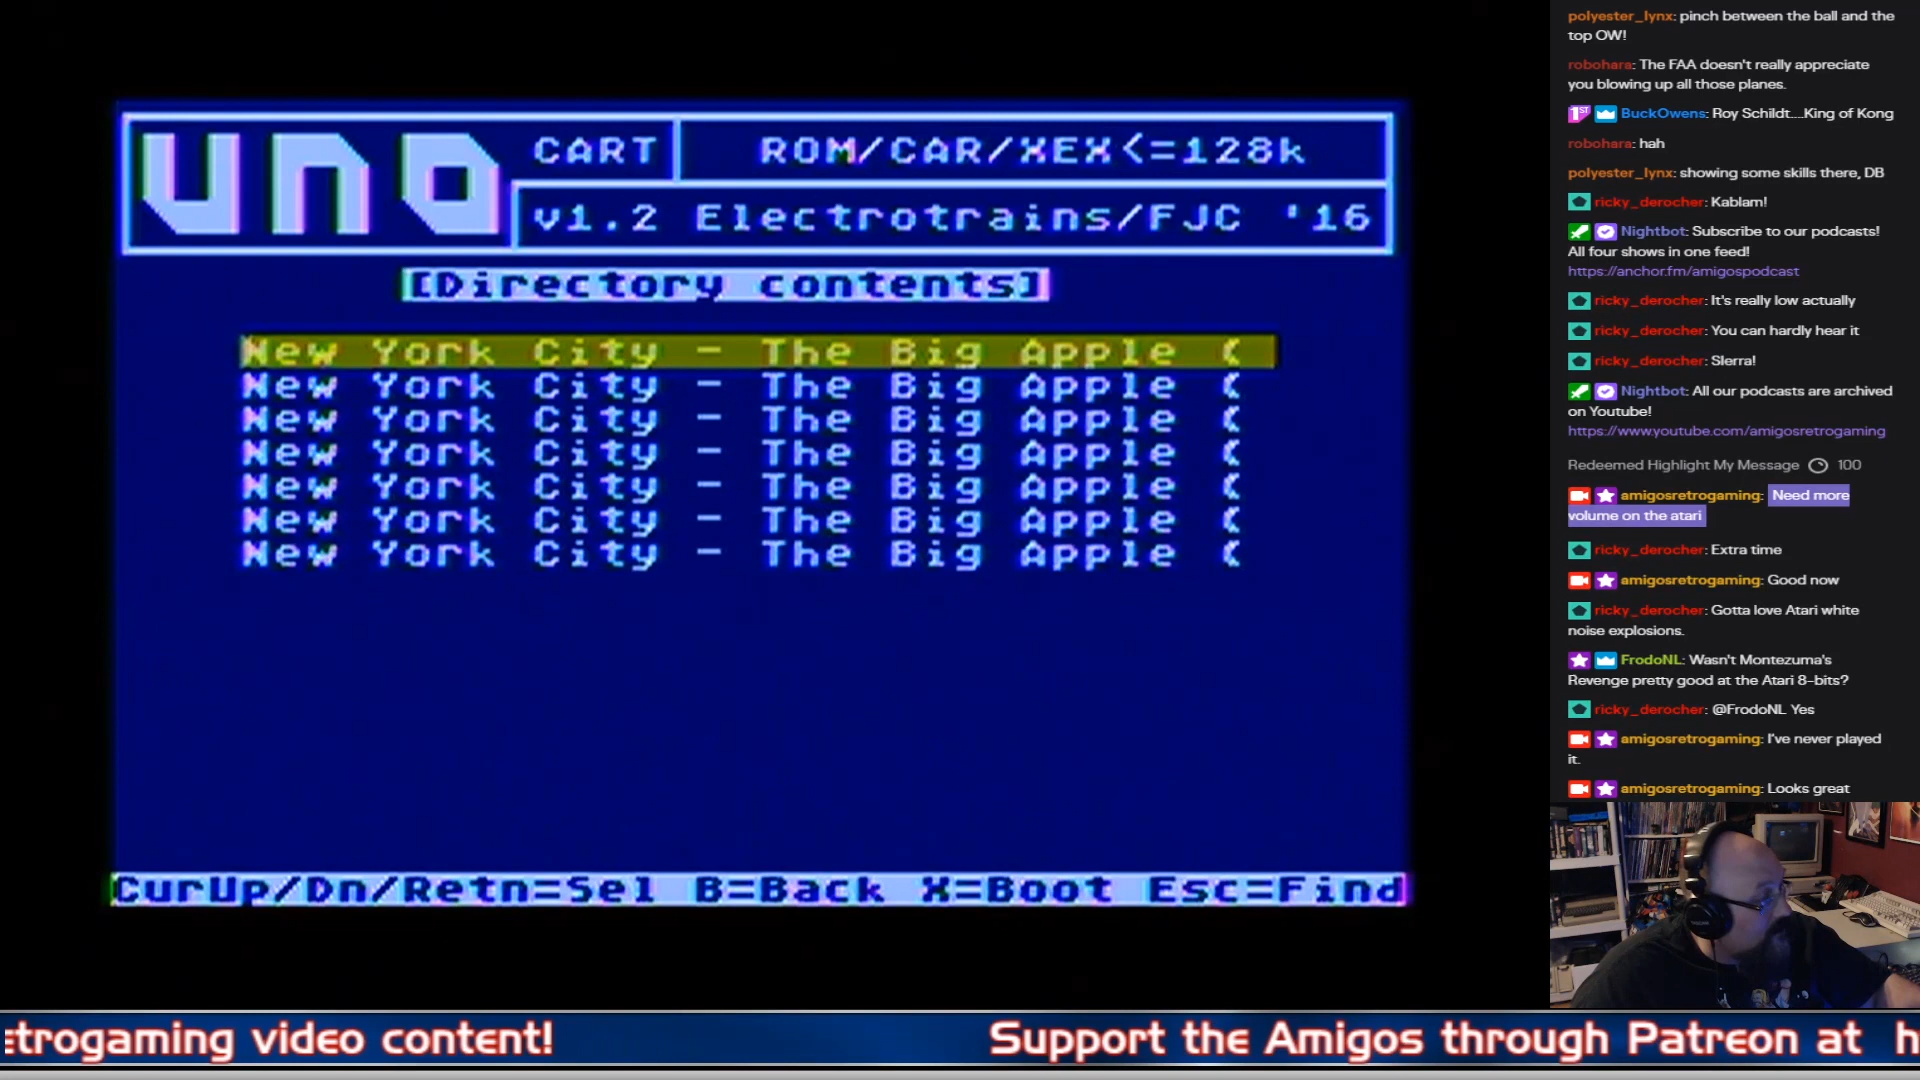 uno
CART
ROM/CAR/XEX<=128k
v1.2 Electrotrains/FJC '16
[Directory contents]
New York City - The Big Apple (
New York City - The Big Apple (
New York City - The Big Apple (
New York City - The Big Apple (
New York City - The Big Apple (
New York City - The Big Apple (
New York City - The Big Apple (
CurUp/Dn/Retn=Sel B=Back X=Boot Esc=Find
polyester_lynx: pinch between the ball and the
top OW!
robohara: The FAA doesn't really appreciate
you blowing up all those planes.
1ST BuckOwens: Roy Schildt....King of Kong
robohara: hah
polyester_lynx: showing some skills there, DB
ricky_derocher: Kablam!
Nightbot: Subscribe to our podcasts!
All four shows in one feed!
https://anchor.fm/amigospodcast
ricky_derocher: It's really low actually
ricky_derocher: You can hardly hear it
ricky_derocher: SIerra!
Nightbot: All our podcasts are archived
on Youtube!
https://www.youtube.com/amigosretrogaming
Redeemed Highlight My Message 100
amigosretrogaming: Need more
volume on the atari
ricky_derocher: Extra time
amigosretrogaming: Good now
ricky_derocher: Gotta love Atari white
noise explosions.
FrodoNL: Wasn't Montezuma's
Revenge pretty good at the Atari 8-bits?
ricky_derocher: @FrodoNL Yes
amigosretrogaming: I've never played
it.
amigosretrogaming: Looks great
etrogaming video content! Support the Amigos through Patreon at h